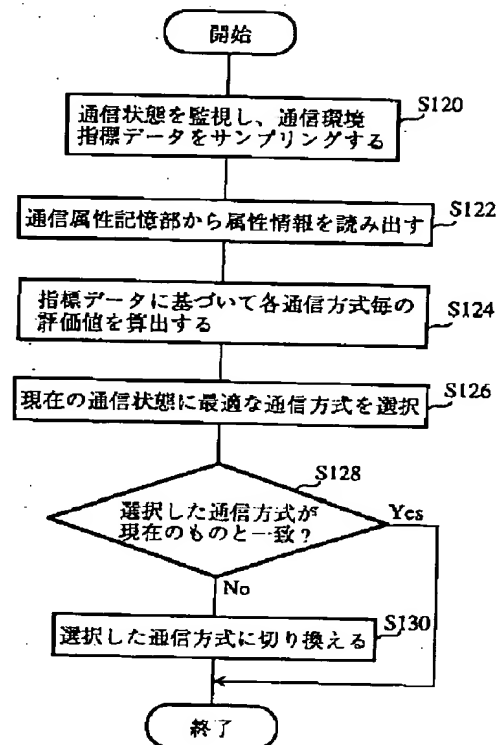 開始
通信状態を監視し、通信環境
指標データをサンプリングする
S120
通信属性記憶部から属性情報を読み出す
S122
指標データに基づいて各通信方式毎の
評価値を算出する
S124
現在の通信状態に最適な通信方式を選択
S126
S128
選択した通信方式が
現在のものと一致?
Yes
No
選択した通信方式に切り換える
S130
終了